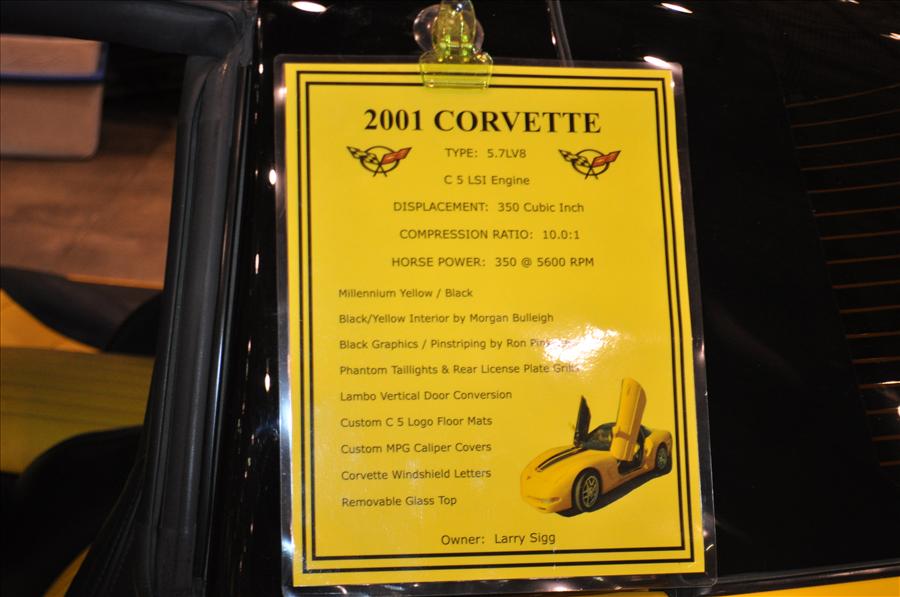 2001 CORVETTE
TYPE: 5.7LV8
C 5 LSI Engine
DISPLACEMENT: 350 Cubic Inch
COMPRESSION RATIO: 10.0:1
HORSE POWER: 350 @ 5600 RPM
Millennium Yellow / Black
Black/Yellow Interior by Morgan Bulleigh
Black Graphics / Pinstriping by Ron
Phantom Taillights & Rear License Plate Grills
Lambo Vertical Door Conversion
Custom C 5 Logo Floor Mats
Custom MPG Caliper Covers
Corvette Windshield Letters
Removable Glass Top
Owner: Larry Sigg